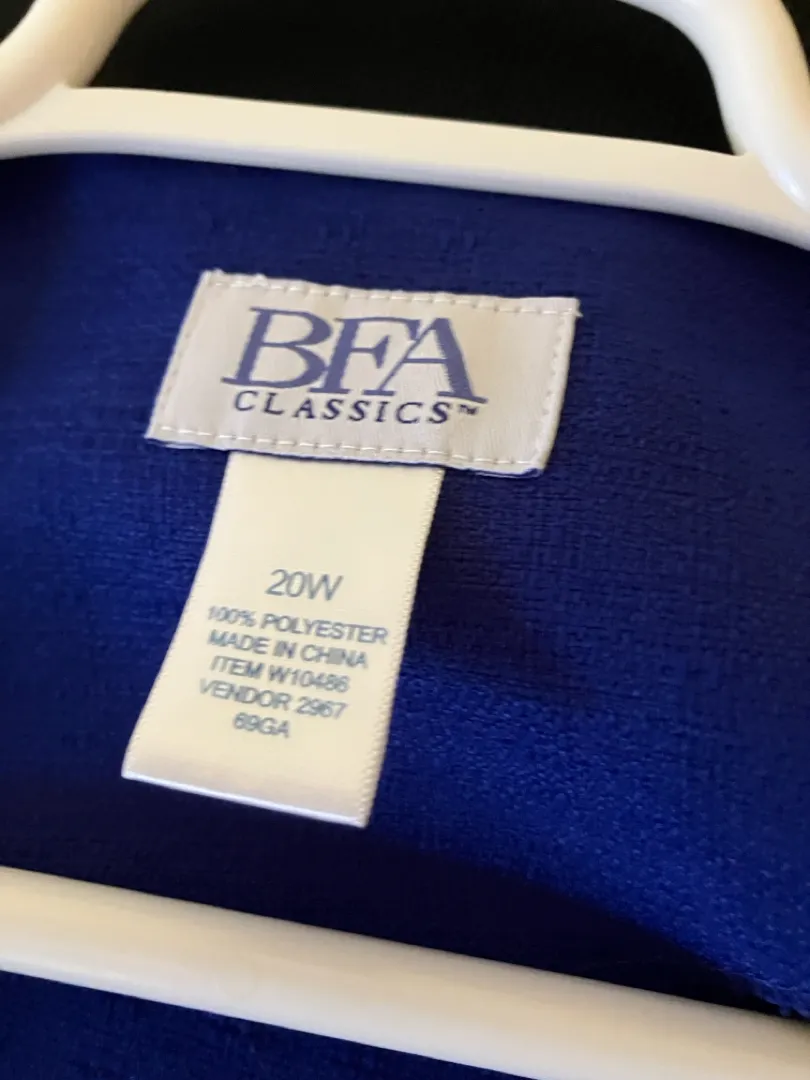 BFA
CLASSICS™
20W
100% POLYESTER
MADE IN CHINA
ITEM W10486
VENDOR 2967
69GA